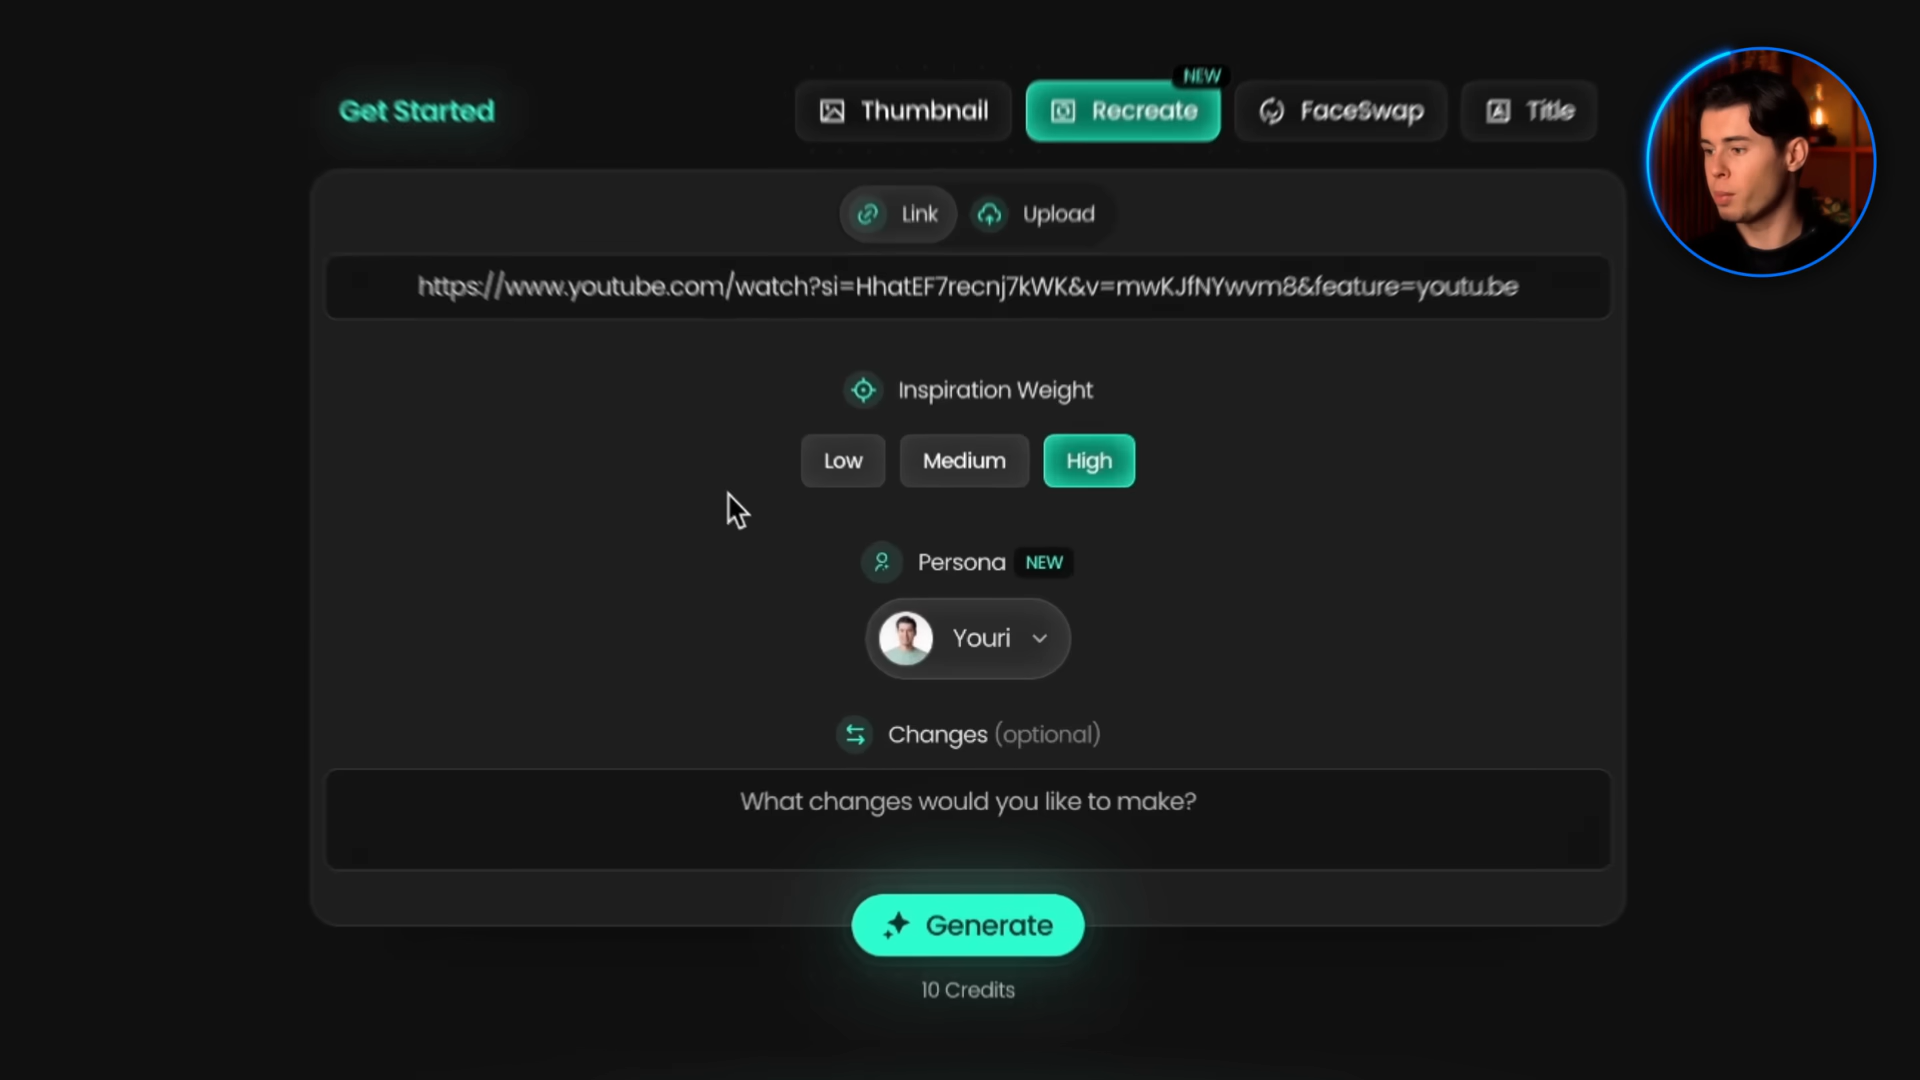 Get Started
Thumbnail
NEW
Recreate
FaceSwap
Title
Link
Upload
https://www.youtube.com/watch?si=HhatEF7recnj7kWK&v=mwKJfNYwvm8&feature=youtu.be
Inspiration Weight
Low
Medium
High
Persona NEW
Youri
Changes (optional)
What changes would you like to make?
Generate
10 Credits